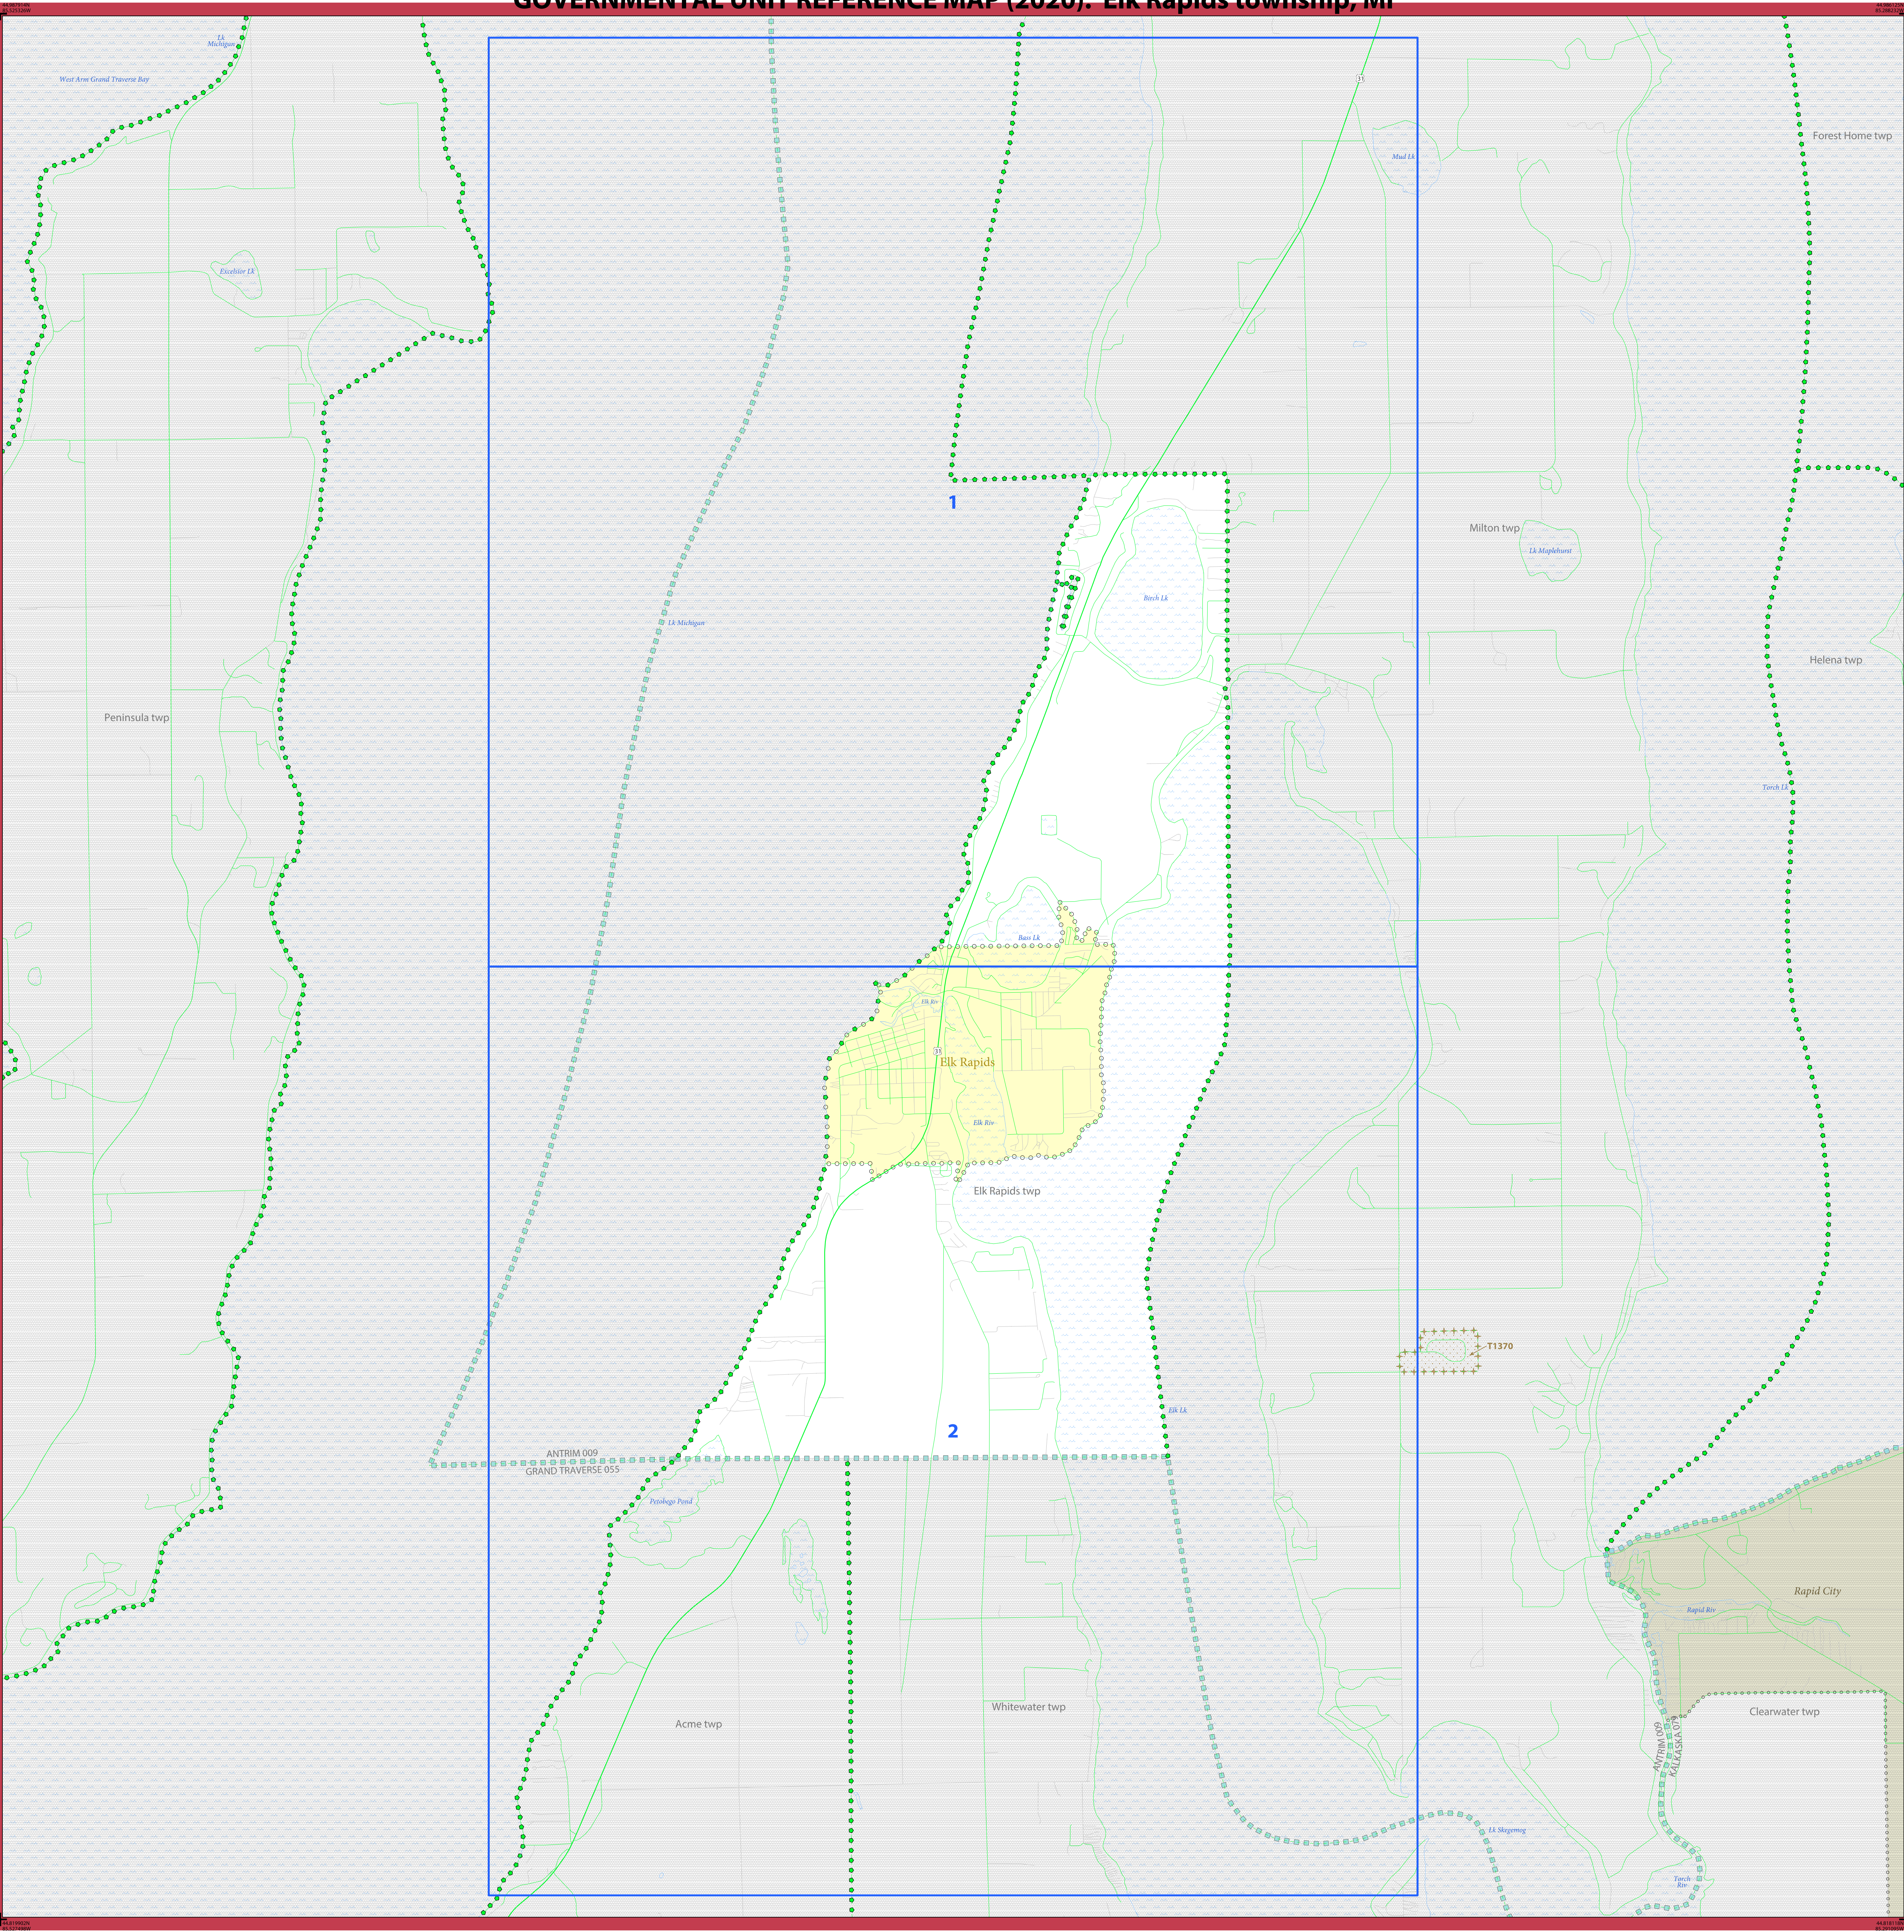 GOVERNMENTAL UNIT REFERENCE MAP (2020): Elk Rapids township, MI
Lk
Michigan
West Arm Grand Traverse Bay
31
Forest Home twp
Mud Lk
Excelsior Lk
1
Milton twp
Lk Maplehurst
Birch Lk
Lk Michigan
Helena twp
Peninsula twp
Torch Lk
Bass Lk
Elk Riv
31
Elk Rapids
Elk Riv
Elk Rapids twp
T1370
Elk Lk
2
ANTRIM 009
GRAND TRAVERSE 055
Petobego Pond
Rapid City
Rapid Riv
Whitewater twp
Clearwater twp
Acme twp
ANTRIM 009
KALKASKA 079
Lk Skegemog
Torch
Riv